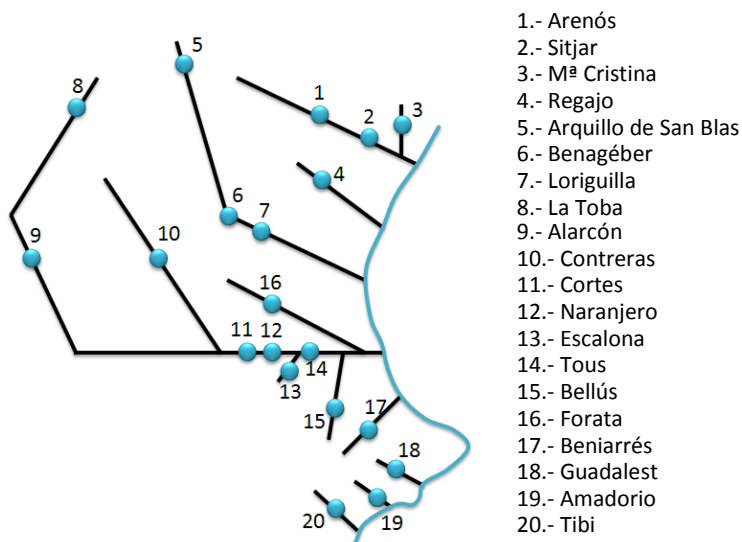 1.- Arenós
2.- Sitjar
3.- Mª Cristina
4.- Regajo
5.- Arquillo de San Blas
6.- Benagéber
7.- Loriguilla
8.- La Toba
9.- Alarcón
10.- Contreras
11.- Cortes
12.- Naranjero
13.- Escalona
14.- Tous
15.- Bellús
16.- Forata
17.- Beniarrés
18.- Guadalest
19.- Amadorio
20.- Tibi
5
8
1
2
3
4
6
7
9
10
16
11
12
14
13
15
17
18
19
20